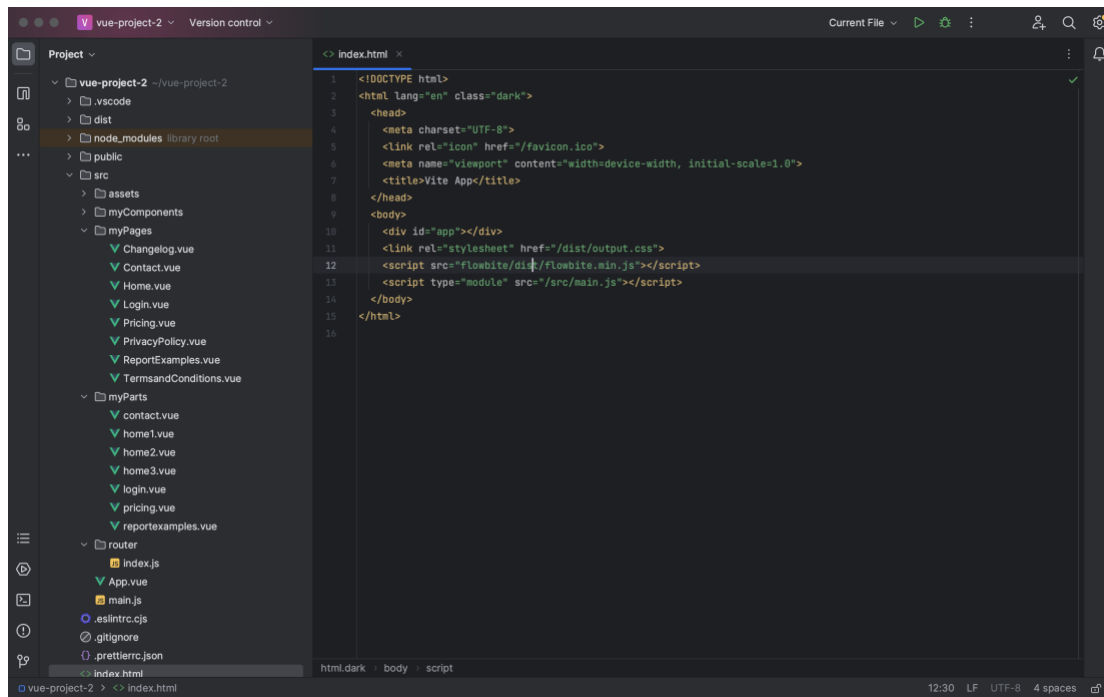 V vue-project-2 Version control Current File
Project
index.html
vue-project-2 ~/vue-project-2
.vscode
dist
node_modules library root
public
src
assets
myComponents
myPages
Changelog.vue
Contact.vue
Home.vue
Login.vue
Pricing.vue
PrivacyPolicy.vue
ReportExamples.vue
TermsandConditions.vue
myParts
contact.vue
home1.vue
home2.vue
home3.vue
login.vue
pricing.vue
reportexamples.vue
router
JS index.js
App.vue
JS main.js
.eslintrc.cjs
.gitignore
{} .prettierrc.json
<> index.html
1 <!DOCTYPE html>
2 <html lang="en" class="dark">
3 <head>
4 <meta charset="UTF-8">
5 <link rel="icon" href="/favicon.ico">
6 <meta name="viewport" content="width=device-width, initial-scale=1.0">
7 <title>Vite App</title>
8 </head>
9 <body>
10 <div id="app"></div>
11 <link rel="stylesheet" href="/dist/output.css">
12 <script src="flowbite/dist/flowbite.min.js"></script>
13 <script type="module" src="/src/main.js"></script>
14 </body>
15 </html>
16
html.dark > body > script
vue-project-2 > <> index.html 12:30 LF UTF-8 4 spaces